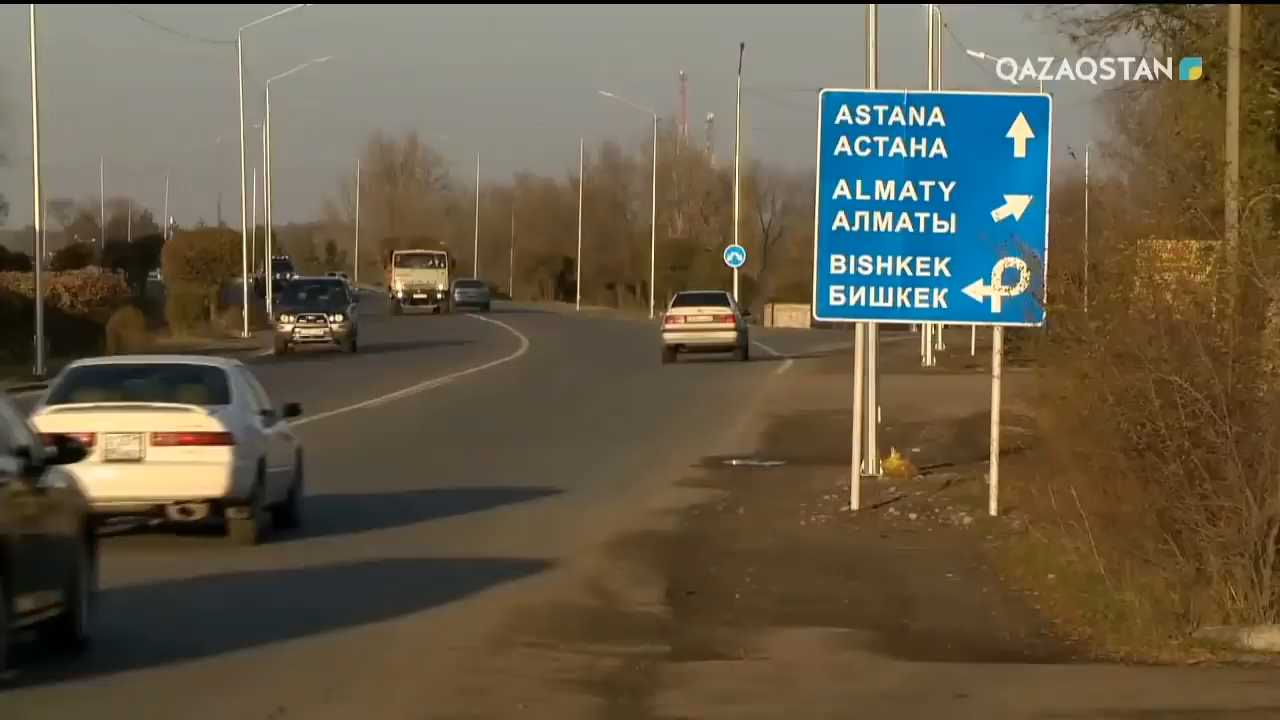 QAZAQSTAN
ASTANA
АСТАНА
ALMATY
АЛМАТЫ
BISHKEK
БИШКЕК